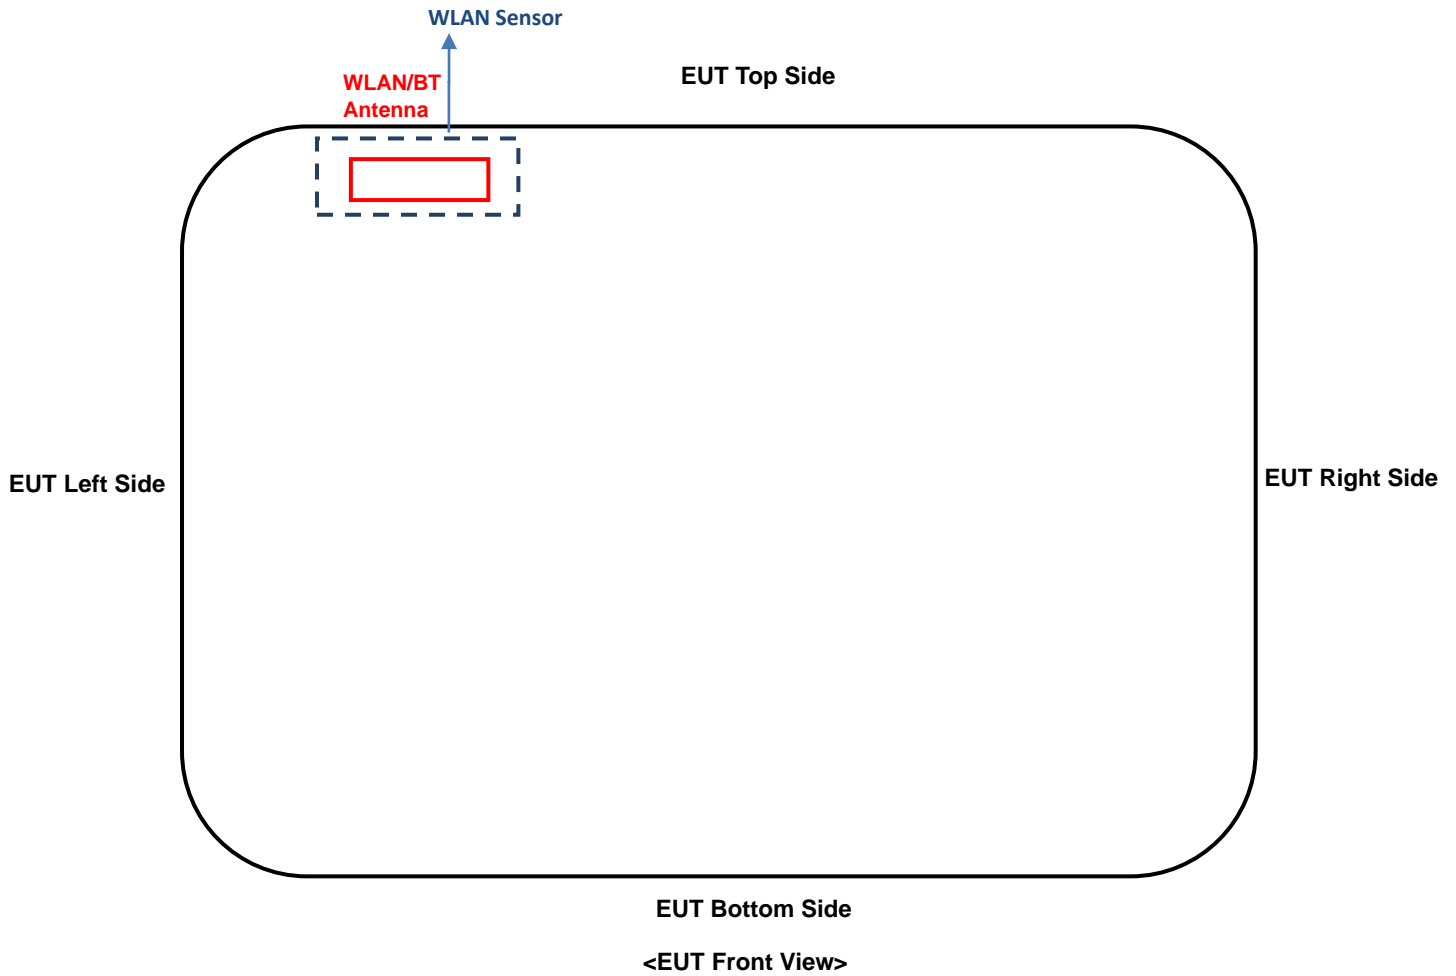 WLAN Sensor
EUT Top Side
WLAN/BT
Antenna
EUT Left Side
EUT Right Side
EUT Bottom Side
<EUT Front View>